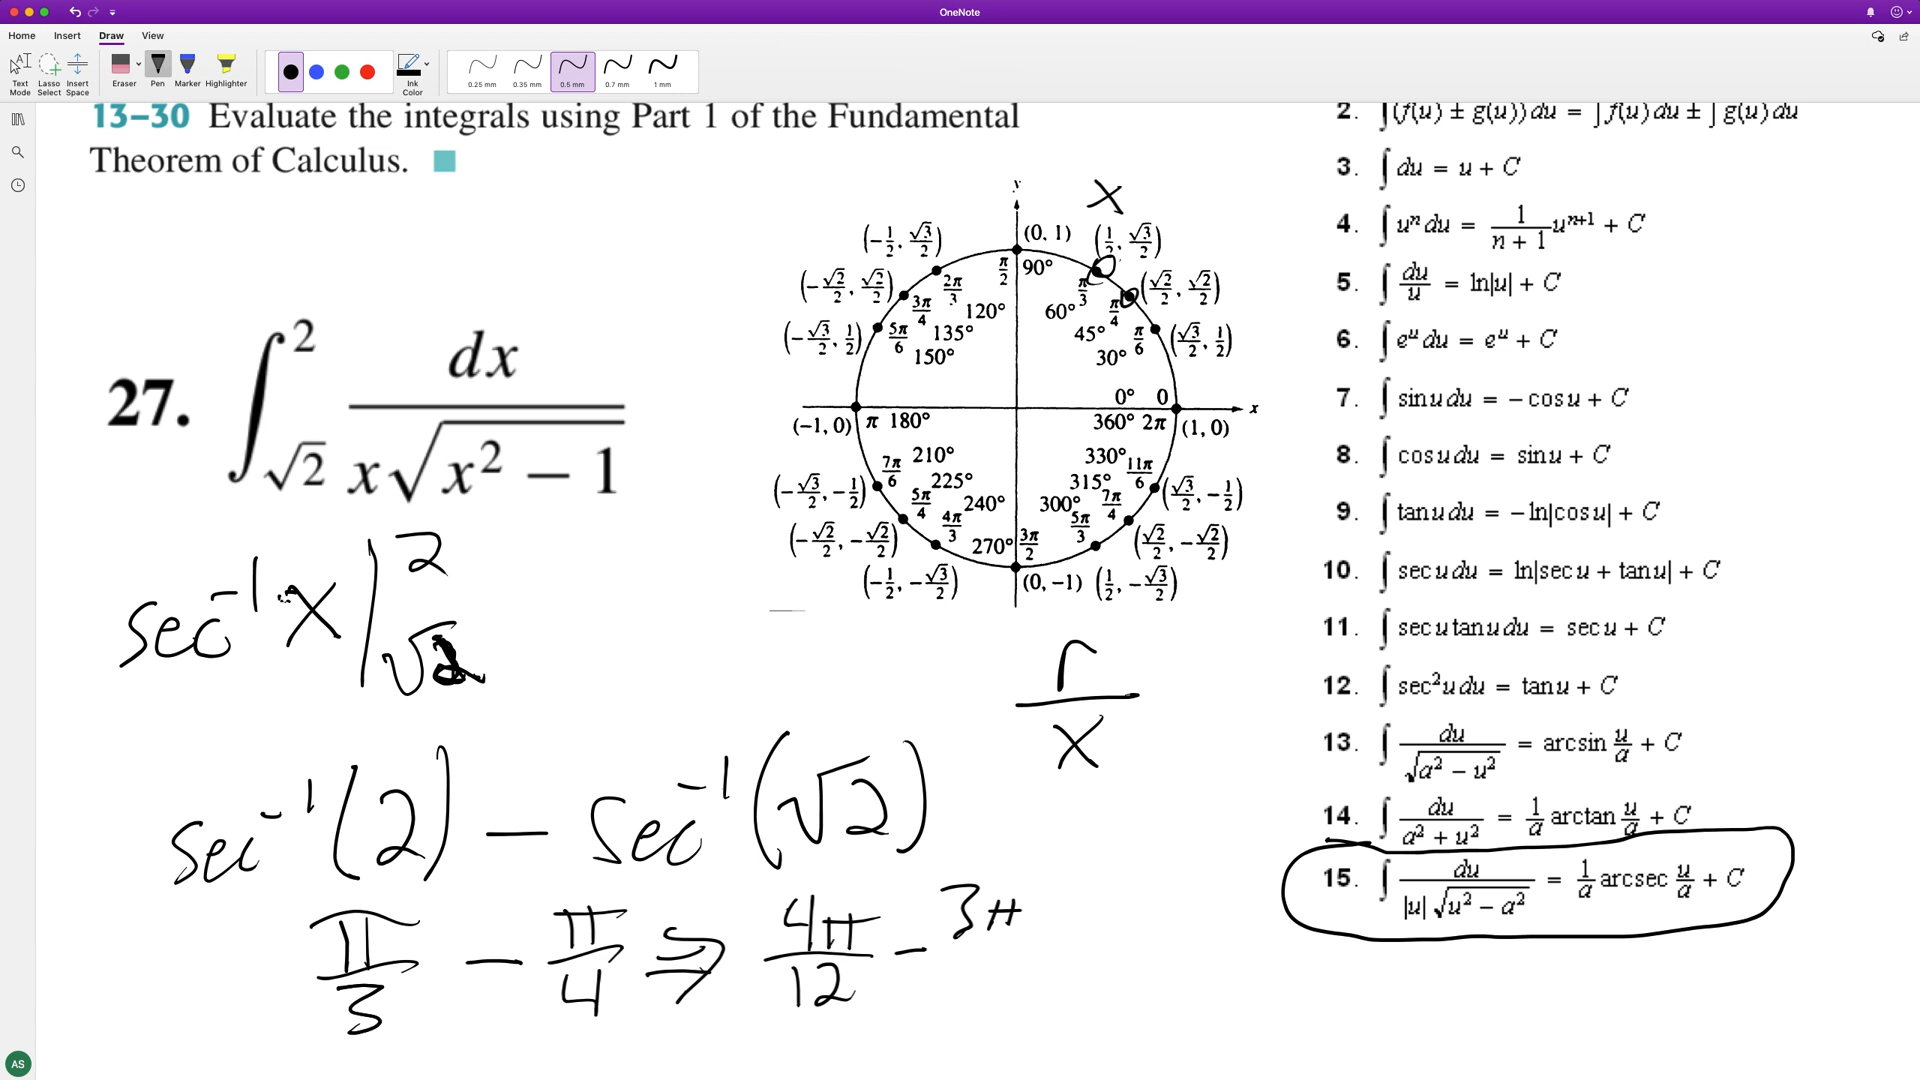 OneNote
Home Insert Draw View
Text Mode Lasso Select Insert Space Eraser Pen Marker Highlighter Ink Color 0.25 mm 0.35 mm 0.5 mm 0.7 mm 1 mm
13–30 Evaluate the integrals using Part 1 of the Fundamental
Theorem of Calculus.
27. ∫_{√2}^{2} dx / (x√(x² − 1))
sec⁻¹ x |_{√2}^{2}
sec⁻¹(2) − sec⁻¹(√2)
π/3 − π/4 ⇒ 4π/12 − 3π
y
x
(0, 1)
(1/2, √3/2)
(√2/2, √2/2)
(√3/2, 1/2)
(1, 0)
(√3/2, −1/2)
(√2/2, −√2/2)
(1/2, −√3/2)
(0, −1)
(−1/2, −√3/2)
(−√2/2, −√2/2)
(−√3/2, −1/2)
(−1, 0)
(−√3/2, 1/2)
(−√2/2, √2/2)
(−1/2, √3/2)
π/2 90°
π/3 60°
π/4 45°
π/6 30°
0° 0
360° 2π
330° 11π/6
315° 7π/4
300° 5π/3
270° 3π/2
240° 4π/3
225° 5π/4
210° 7π/6
π 180°
5π/6 150°
3π/4 135°
2π/3 120°
x
r/x
2. ∫(f(u) ± g(u)) du = ∫f(u) du ± ∫g(u) du
3. ∫du = u + C
4. ∫uⁿ du = 1/(n + 1) uⁿ⁺¹ + C
5. ∫du/u = ln|u| + C
6. ∫eᵘ du = eᵘ + C
7. ∫sin u du = −cos u + C
8. ∫cos u du = sin u + C
9. ∫tan u du = −ln|cos u| + C
10. ∫sec u du = ln|sec u + tan u| + C
11. ∫sec u tan u du = sec u + C
12. ∫sec² u du = tan u + C
13. ∫du/√(a² − u²) = arcsin u/a + C
14. ∫du/(a² + u²) = 1/a arctan u/a + C
15. ∫du/(|u|√(u² − a²)) = 1/a arcsec u/a + C
AS